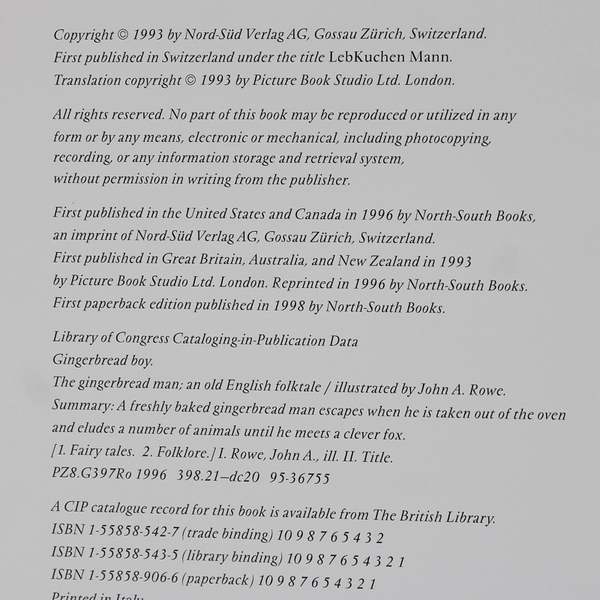 Copyright © 1993 by Nord-Süd Verlag AG, Gossau Zürich, Switzerland.
First published in Switzerland under the title LebKuchen Mann.
Translation copyright © 1993 by Picture Book Studio Ltd. London.
All rights reserved. No part of this book may be reproduced or utilized in any
form or by any means, electronic or mechanical, including photocopying,
recording, or any information storage and retrieval system,
without permission in writing from the publisher.
First published in the United States and Canada in 1996 by North-South Books,
an imprint of Nord-Süd Verlag AG, Gossau Zürich, Switzerland.
First published in Great Britain, Australia, and New Zealand in 1993
by Picture Book Studio Ltd. London. Reprinted in 1996 by North-South Books.
First paperback edition published in 1998 by North-South Books.
Library of Congress Cataloging-in-Publication Data
Gingerbread boy.
The gingerbread man; an old English folktale / illustrated by John A. Rowe.
Summary: A freshly baked gingerbread man escapes when he is taken out of the oven
and eludes a number of animals until he meets a clever fox.
[1. Fairy tales. 2. Folklore.] I. Rowe, John A., ill. II. Title.
PZ8.G397Ro 1996 398.21—dc20 95-36755
A CIP catalogue record for this book is available from The British Library.
ISBN 1-55858-542-7 (trade binding) 10 9 8 7 6 5 4 3 2
ISBN 1-55858-543-5 (library binding) 10 9 8 7 6 5 4 3 2 1
ISBN 1-55858-906-6 (paperback) 10 9 8 7 6 5 4 3 2 1
Printed in Italy